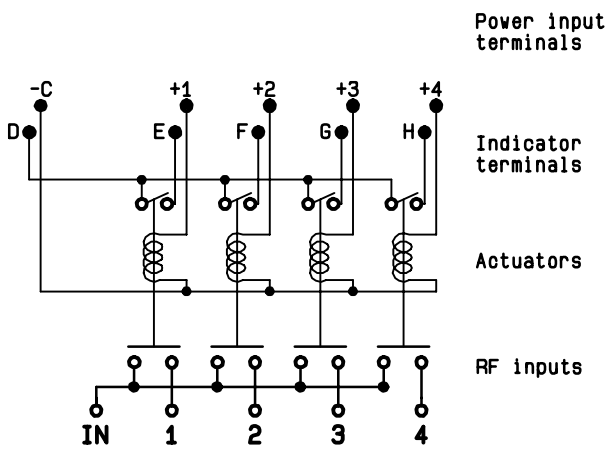 Power input
terminals
-C +1 +2 +3 +4
D E F G H
Indicator
terminals
Actuators
RF inputs
IN 1 2 3 4